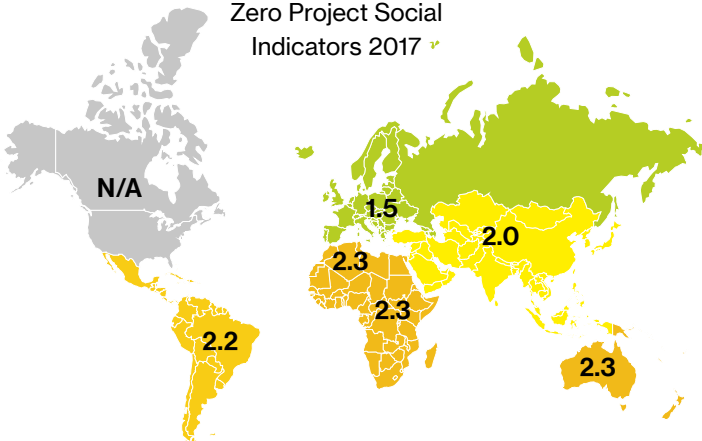 Zero Project Social
Indicators 2017
N/A
1.5
2.0
2.3
2.3
2.2
2.3